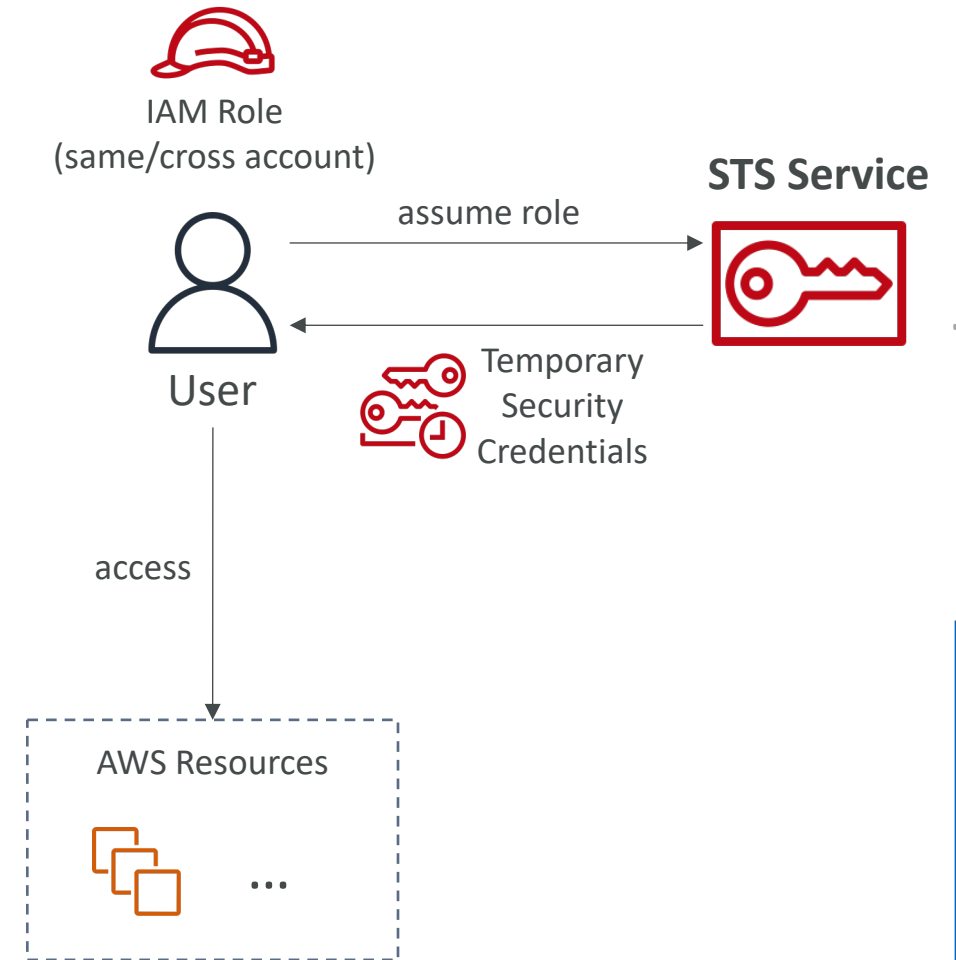 IAM Role
(same/cross account)
STS Service
assume role
Temporary
Security
Credentials
User
access
AWS Resources
...